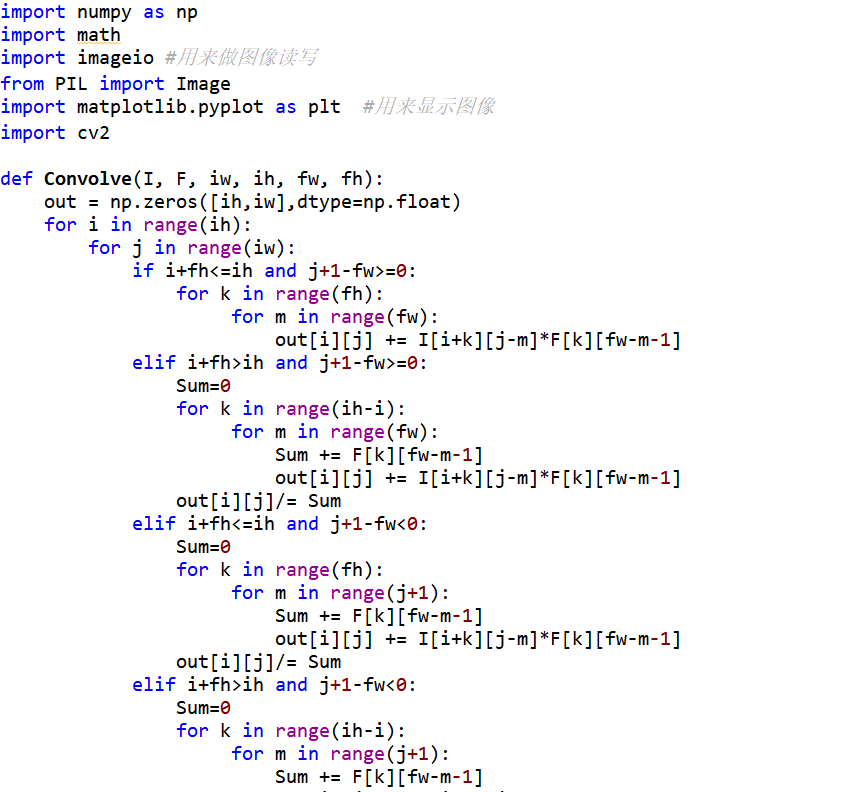 import numpy as np
import math
import imageio #用来做图像读写
from PIL import Image
import matplotlib.pyplot as plt  #用来显示图像
import cv2

def Convolve(I, F, iw, ih, fw, fh):
    out = np.zeros([ih,iw],dtype=np.float)
    for i in range(ih):
        for j in range(iw):
            if i+fh<=ih and j+1-fw>=0:
                for k in range(fh):
                    for m in range(fw):
                        out[i][j] += I[i+k][j-m]*F[k][fw-m-1]
            elif i+fh>ih and j+1-fw>=0:
                Sum=0
                for k in range(ih-i):
                    for m in range(fw):
                        Sum += F[k][fw-m-1]
                        out[i][j] += I[i+k][j-m]*F[k][fw-m-1]
                out[i][j]/= Sum
            elif i+fh<=ih and j+1-fw<0:
                Sum=0
                for k in range(fh):
                    for m in range(j+1):
                        Sum += F[k][fw-m-1]
                        out[i][j] += I[i+k][j-m]*F[k][fw-m-1]
                out[i][j]/= Sum
            elif i+fh>ih and j+1-fw<0:
                Sum=0
                for k in range(ih-i):
                    for m in range(j+1):
                        Sum += F[k][fw-m-1]